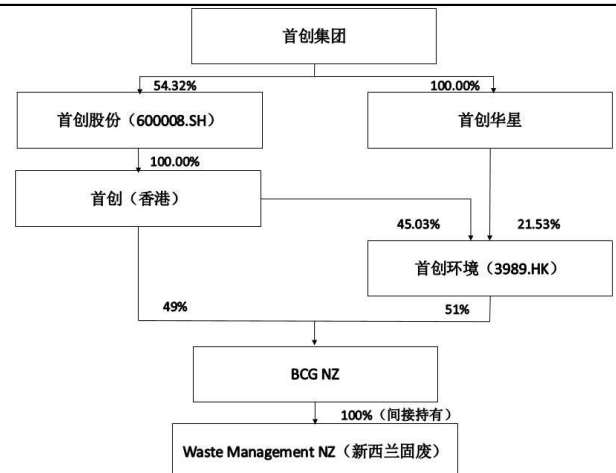 首创集团
54.32%
100.00%
首创股份（600008.SH）
首创华星
100.00%
首创（香港）
45.03%
21.53%
首创环境（3989.HK）
49%
51%
BCG NZ
100%（间接持有）
Waste Management NZ（新西兰固废）